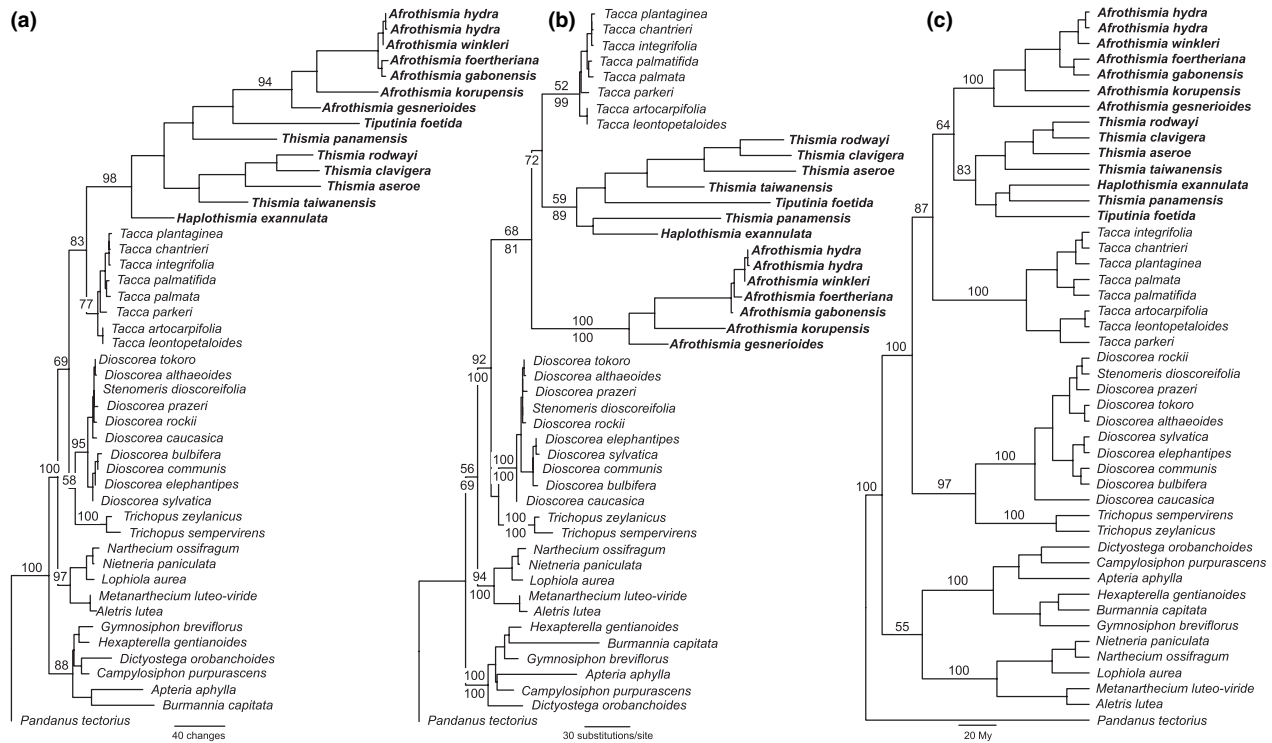 (a)
Afrothismia hydra
Afrothismia hydra
Afrothismia winkleri
Afrothismia foertheriana
Afrothismia gabonensis
94
Afrothismia korupensis
Afrothismia gesnerioides
Tiputinia foetida
Thismia panamensis
Thismia rodwayi
Thismia clavigera
98
Thismia aseroe
Thismia taiwanensis
Haplothismia exannulata
83
Tacca plantaginea
Tacca chantrieri
Tacca integrifolia
Tacca palmatifida
Tacca palmata
77
Tacca parkeri
Tacca artocarpifolia
Tacca leontopetaloides
69
Dioscorea tokoro
Dioscorea althaeoides
Stenomeris dioscoreifolia
Dioscorea prazeri
Dioscorea rockii
Dioscorea caucasica
95
Dioscorea bulbifera
Dioscorea communis
100
58
Dioscorea elephantipes
Dioscorea sylvatica
100
Trichopus zeylanicus
Trichopus sempervirens
Narthecium ossifragum
Nietneria paniculata
100
97
Lophiola aurea
Metanarthecium luteo-viride
Aletris lutea
Gymnosiphon breviflorus
Hexapterella gentianoides
88
Dictyostega orobanchoides
Campylosiphon purpurascens
Apteria aphylla
Burmannia capitata
Pandanus tectorius
40 changes
(b)
Tacca plantaginea
Tacca chantrieri
Tacca integrifolia
Tacca palmatifida
Tacca palmata
52
99
Tacca parkeri
Tacca artocarpifolia
Tacca leontopetaloides
72
Thismia rodwayi
Thismia clavigera
Thismia aseroe
Thismia taiwanensis
59
89
Tiputinia foetida
Thismia panamensis
Haplothismia exannulata
68
81
Afrothismia hydra
Afrothismia hydra
Afrothismia winkleri
Afrothismia foertheriana
Afrothismia gabonensis
100
100
Afrothismia korupensis
Afrothismia gesnerioides
92
100
Dioscorea tokoro
Dioscorea althaeoides
Dioscorea prazeri
Stenomeris dioscoreifolia
Dioscorea rockii
Dioscorea elephantipes
Dioscorea sylvatica
100
100
Dioscorea communis
56
69
Dioscorea bulbifera
Dioscorea caucasica
100
100
Trichopus zeylanicus
Trichopus sempervirens
Narthecium ossifragum
Nietneria paniculata
94
100
Lophiola aurea
Metanarthecium luteo-viride
Aletris lutea
Hexapterella gentianoides
Burmannia capitata
Gymnosiphon breviflorus
100
100
Apteria aphylla
Campylosiphon purpurascens
Dictyostega orobanchoides
Pandanus tectorius
30 substitutions/site
(c)
Afrothismia hydra
Afrothismia hydra
Afrothismia winkleri
Afrothismia foertheriana
100
Afrothismia gabonensis
Afrothismia korupensis
Afrothismia gesnerioides
64
Thismia rodwayi
Thismia clavigera
Thismia aseroe
83
Thismia taiwanensis
Haplothismia exannulata
Thismia panamensis
87
Tiputinia foetida
Tacca integrifolia
Tacca chantrieri
Tacca plantaginea
Tacca palmata
100
Tacca palmatifida
Tacca artocarpifolia
Tacca leontopetaloides
100
Tacca parkeri
Dioscorea rockii
Stenomeris dioscoreifolia
Dioscorea prazeri
Dioscorea tokoro
Dioscorea althaeoides
Dioscorea sylvatica
100
Dioscorea elephantipes
Dioscorea communis
100
97
Dioscorea bulbifera
Dioscorea caucasica
100
Trichopus sempervirens
Trichopus zeylanicus
Dictyostega orobanchoides
Campylosiphon purpurascens
100
Apteria aphylla
Hexapterella gentianoides
Burmannia capitata
55
Gymnosiphon breviflorus
Nietneria paniculata
Narthecium ossifragum
100
Lophiola aurea
Metanarthecium luteo-viride
Aletris lutea
Pandanus tectorius
20 My